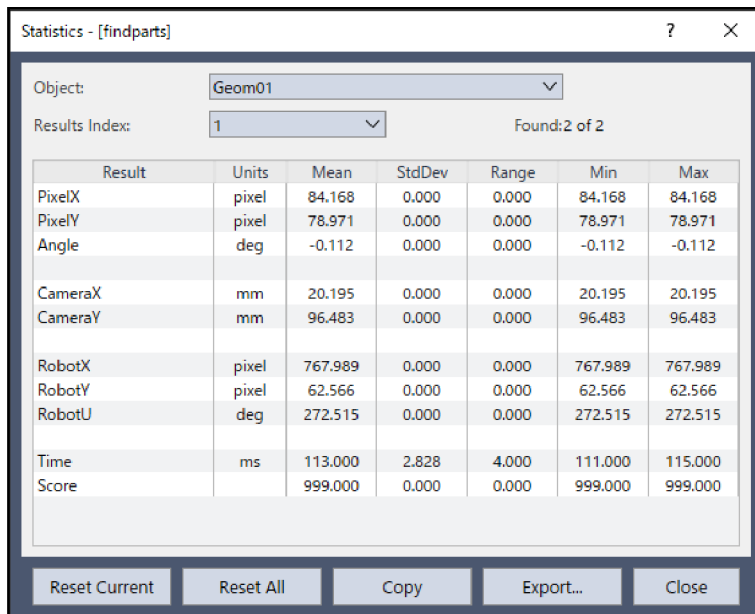 Statistics - [findparts] ? ×
Object: Geom01
Results Index: 1 Found:2 of 2
Result Units Mean StdDev Range Min Max
PixelX pixel 84.168 0.000 0.000 84.168 84.168
PixelY pixel 78.971 0.000 0.000 78.971 78.971
Angle deg -0.112 0.000 0.000 -0.112 -0.112
CameraX mm 20.195 0.000 0.000 20.195 20.195
CameraY mm 96.483 0.000 0.000 96.483 96.483
RobotX pixel 767.989 0.000 0.000 767.989 767.989
RobotY pixel 62.566 0.000 0.000 62.566 62.566
RobotU deg 272.515 0.000 0.000 272.515 272.515
Time ms 113.000 2.828 4.000 111.000 115.000
Score 999.000 0.000 0.000 999.000 999.000
Reset Current Reset All Copy Export... Close